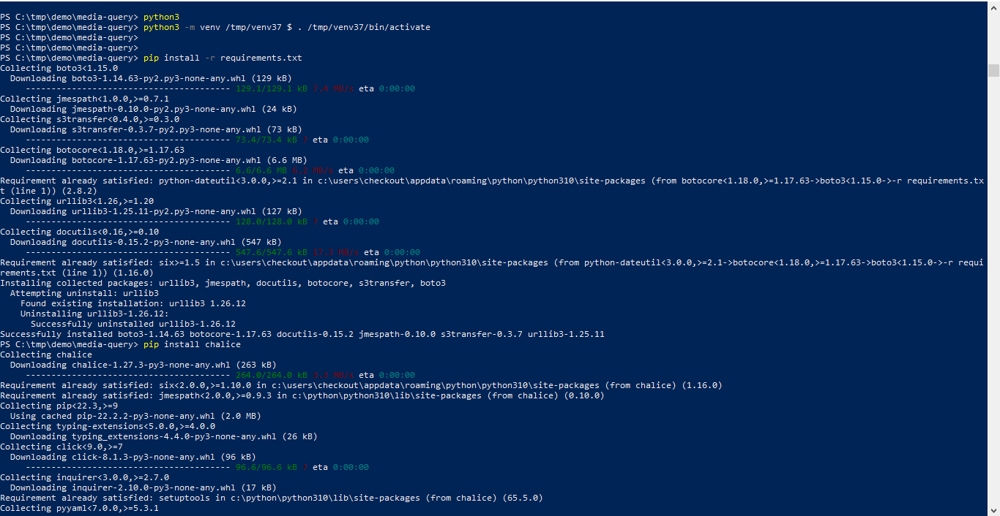 PS C:\tmp\demo\media-query> python3
PS C:\tmp\demo\media-query> python3 -m venv /tmp/venv37 $ . /tmp/venv37/bin/activate
PS C:\tmp\demo\media-query>
PS C:\tmp\demo\media-query>
PS C:\tmp\demo\media-query> pip install -r requirements.txt
Collecting boto3<1.15.0
  Downloading boto3-1.14.63-py2.py3-none-any.whl (129 kB)
     ---------------------------------------- 129.1/129.1 kB 7.4 MB/s eta 0:00:00
Collecting jmespath<1.0.0,>=0.7.1
  Downloading jmespath-0.10.0-py2.py3-none-any.whl (24 kB)
Collecting s3transfer<0.4.0,>=0.3.0
  Downloading s3transfer-0.3.7-py2.py3-none-any.whl (73 kB)
     ---------------------------------------- 73.4/73.4 kB ? eta 0:00:00
Collecting botocore<1.18.0,>=1.17.63
  Downloading botocore-1.17.63-py2.py3-none-any.whl (6.6 MB)
     ---------------------------------------- 6.6/6.6 MB 6.2 MB/s eta 0:00:00
Requirement already satisfied: python-dateutil<3.0.0,>=2.1 in c:\users\checkout\appdata\roaming\python\python310\site-packages (from botocore<1.18.0,>=1.17.63->boto3<1.15.0->-r requirements.tx
t (line 1)) (2.8.2)
Collecting urllib3<1.26,>=1.20
  Downloading urllib3-1.25.11-py2.py3-none-any.whl (127 kB)
     ---------------------------------------- 128.0/128.0 kB ? eta 0:00:00
Collecting docutils<0.16,>=0.10
  Downloading docutils-0.15.2-py3-none-any.whl (547 kB)
     ---------------------------------------- 547.6/547.6 kB 17.3 MB/s eta 0:00:00
Requirement already satisfied: six>=1.5 in c:\users\checkout\appdata\roaming\python\python310\site-packages (from python-dateutil<3.0.0,>=2.1->botocore<1.18.0,>=1.17.63->boto3<1.15.0->-r requi
rements.txt (line 1)) (1.16.0)
Installing collected packages: urllib3, jmespath, docutils, botocore, s3transfer, boto3
  Attempting uninstall: urllib3
    Found existing installation: urllib3 1.26.12
    Uninstalling urllib3-1.26.12:
      Successfully uninstalled urllib3-1.26.12
Successfully installed boto3-1.14.63 botocore-1.17.63 docutils-0.15.2 jmespath-0.10.0 s3transfer-0.3.7 urllib3-1.25.11
PS C:\tmp\demo\media-query> pip install chalice
Collecting chalice
  Downloading chalice-1.27.3-py3-none-any.whl (263 kB)
     ---------------------------------------- 264.0/264.0 kB 3.3 MB/s eta 0:00:00
Requirement already satisfied: six<2.0.0,>=1.10.0 in c:\users\checkout\appdata\roaming\python\python310\site-packages (from chalice) (1.16.0)
Requirement already satisfied: jmespath<2.0.0,>=0.9.3 in c:\python\python310\lib\site-packages (from chalice) (0.10.0)
Collecting pip<22.3,>=9
  Using cached pip-22.2.2-py3-none-any.whl (2.0 MB)
Collecting typing-extensions<5.0.0,>=4.0.0
  Downloading typing_extensions-4.4.0-py3-none-any.whl (26 kB)
Collecting click<9.0,>=7
  Downloading click-8.1.3-py3-none-any.whl (96 kB)
     ---------------------------------------- 96.6/96.6 kB ? eta 0:00:00
Collecting inquirer<3.0.0,>=2.7.0
  Downloading inquirer-2.10.0-py3-none-any.whl (17 kB)
Requirement already satisfied: setuptools in c:\python\python310\lib\site-packages (from chalice) (65.5.0)
Collecting pyyaml<7.0.0,>=5.3.1